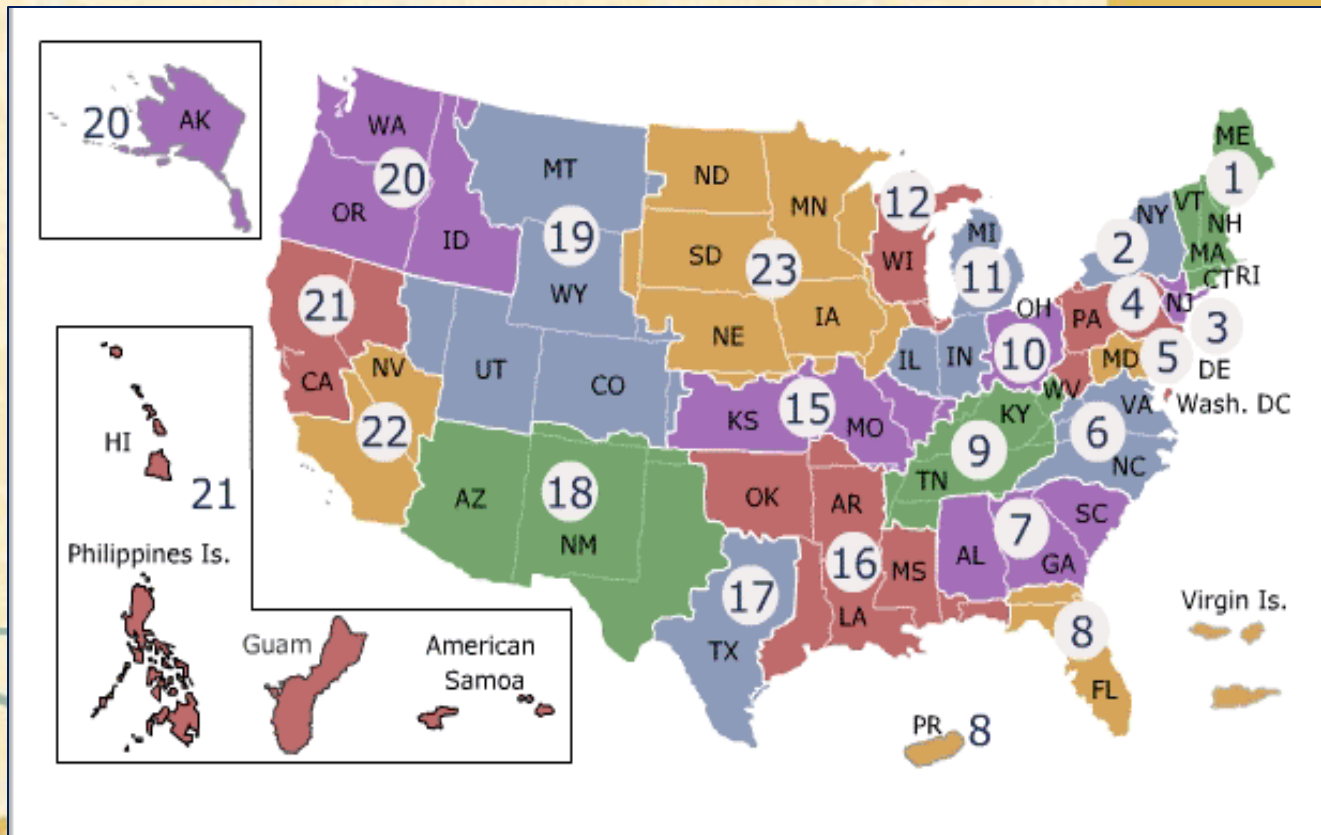 20
AK
WA
20
OR
ID
MT
19
WY
ND
MN
SD
23
NE
IA
12
WI
MI
11
ME
1
VT
NH
NY
2
MA
CT
RI
4
PA
NJ
3
OH
10
MD
5
DE
WV
Wash. DC
VA
6
NC
21
CA
NV
22
UT
CO
IL
IN
KS
15
MO
KY
9
TN
AZ
18
NM
OK
AR
16
MS
LA
AL
7
GA
SC
17
TX
8
FL
Virgin Is.
PR
8
HI
21
Philippines Is.
Guam
American
Samoa